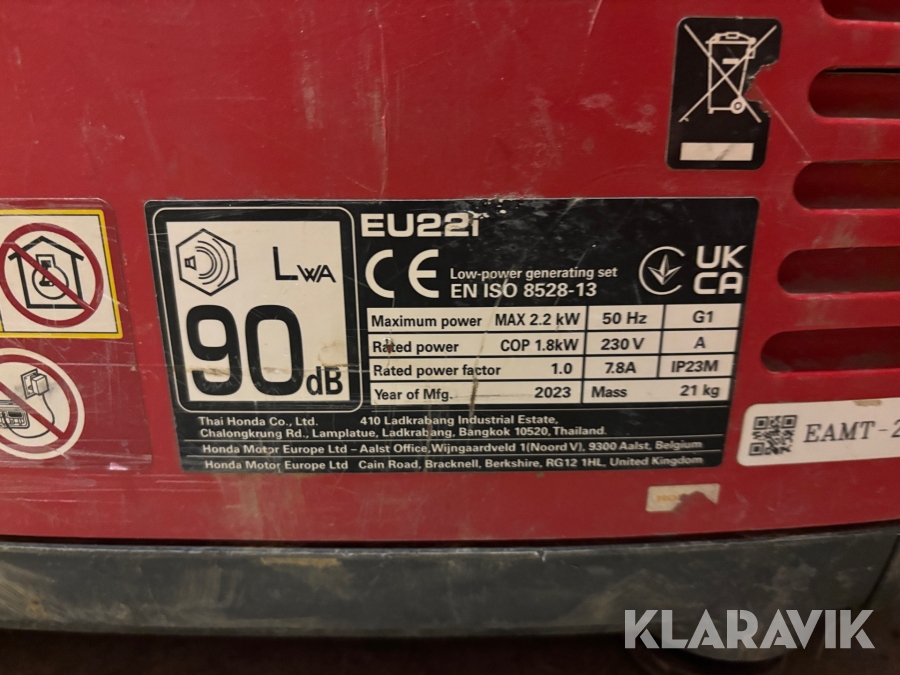 EU22i
LWA
90dB
CE
Low-power generating set
EN ISO 8528-13
UK
CA
Maximum power MAX 2.2 kW 50 Hz G1
Rated power COP 1.8kW 230 V A
Rated power factor 1.0 7.8A IP23M
Year of Mfg. 2023 Mass 21 kg
Thai Honda Co., Ltd. 410 Ladkrabang Industrial Estate,
Chalongkrung Rd., Lamplatue, Ladkrabang, Bangkok 10520, Thailand.
Honda Motor Europe Ltd – Aalst Office, Wijngaardveld 1(Noord V), 9300 Aalst, Belgium
Honda Motor Europe Ltd Cain Road, Bracknell, Berkshire, RG12 1HL, United Kingdom
EAMT-2
KLARAVIK